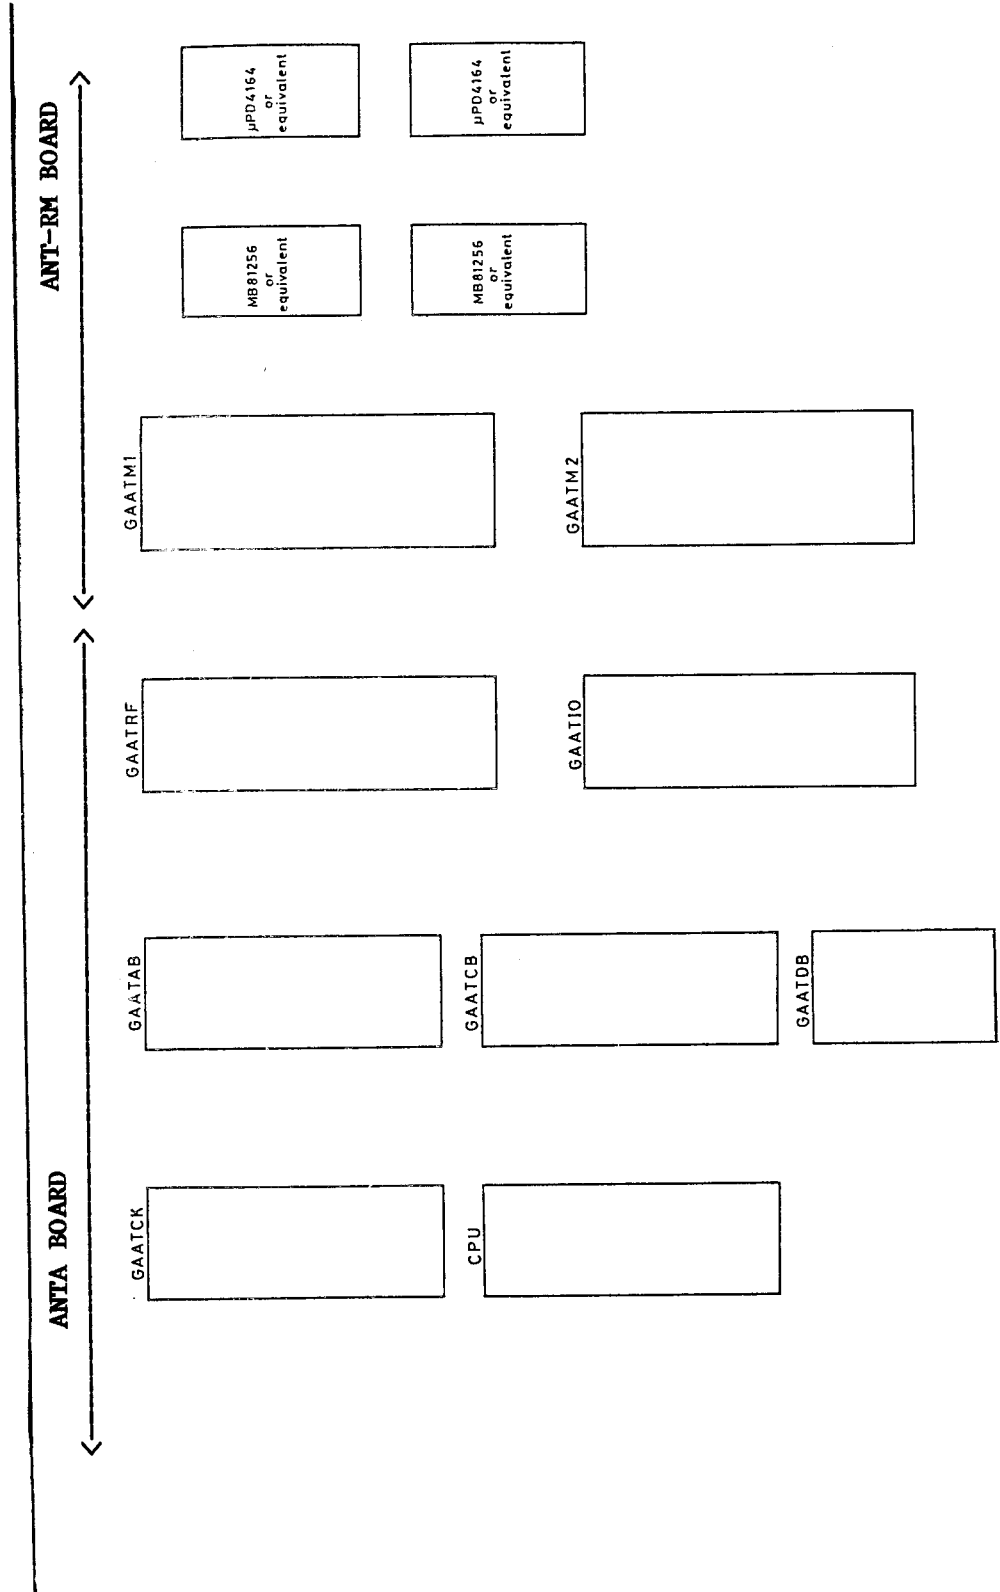 ANTA BOARD
ANT-RM BOARD
GAATCK
GAATAB
GAATRF
GAATM1
MB81256
or
equivalent
µPD4164
or
equivalent
MB81256
or
equivalent
µPD4164
or
equivalent
CPU
GAATCB
GAATIO
GAATM2
GAATDB